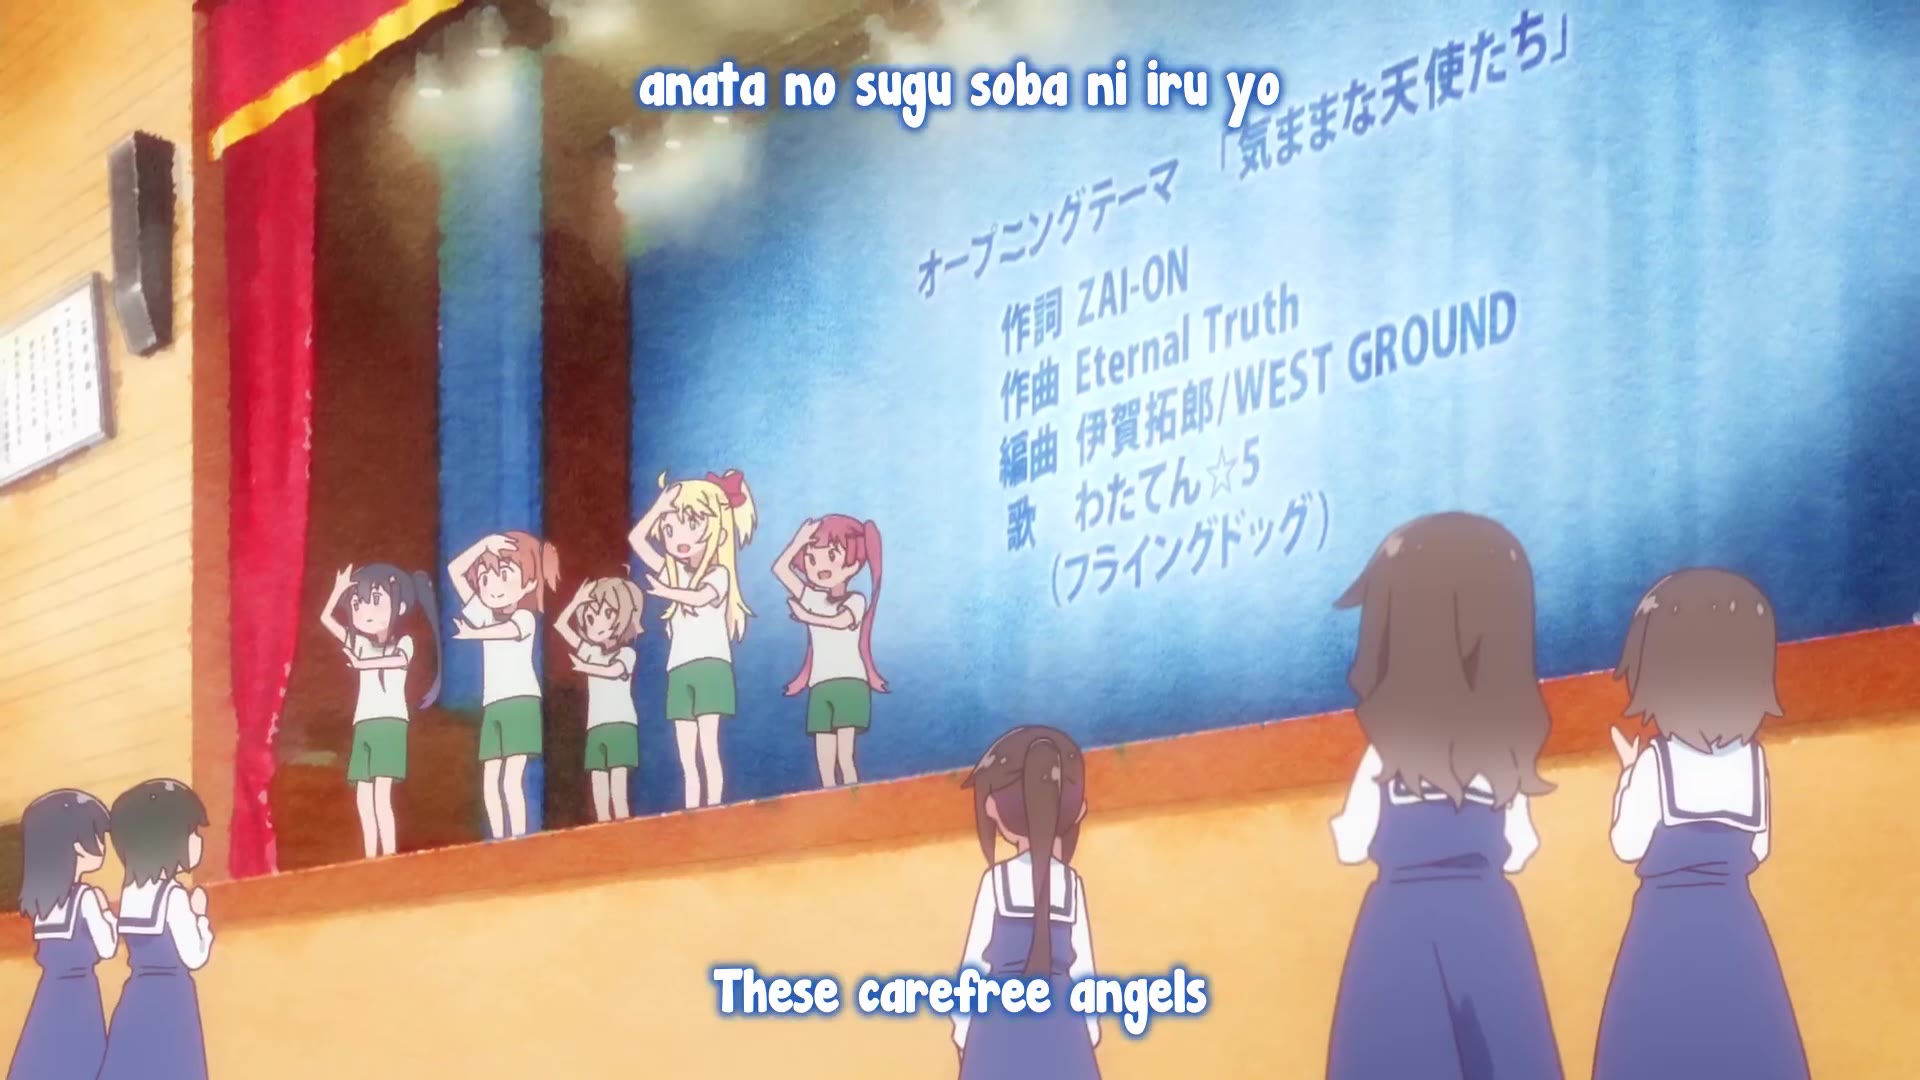 anata no sugu soba ni iru yo
オープニングテーマ 「気ままな天使たち」
作詞 ZAI-ON
作曲 Eternal Truth
編曲 伊賀拓郎/WEST GROUND
歌 わたてん☆5
(フライングドッグ)
These carefree angels